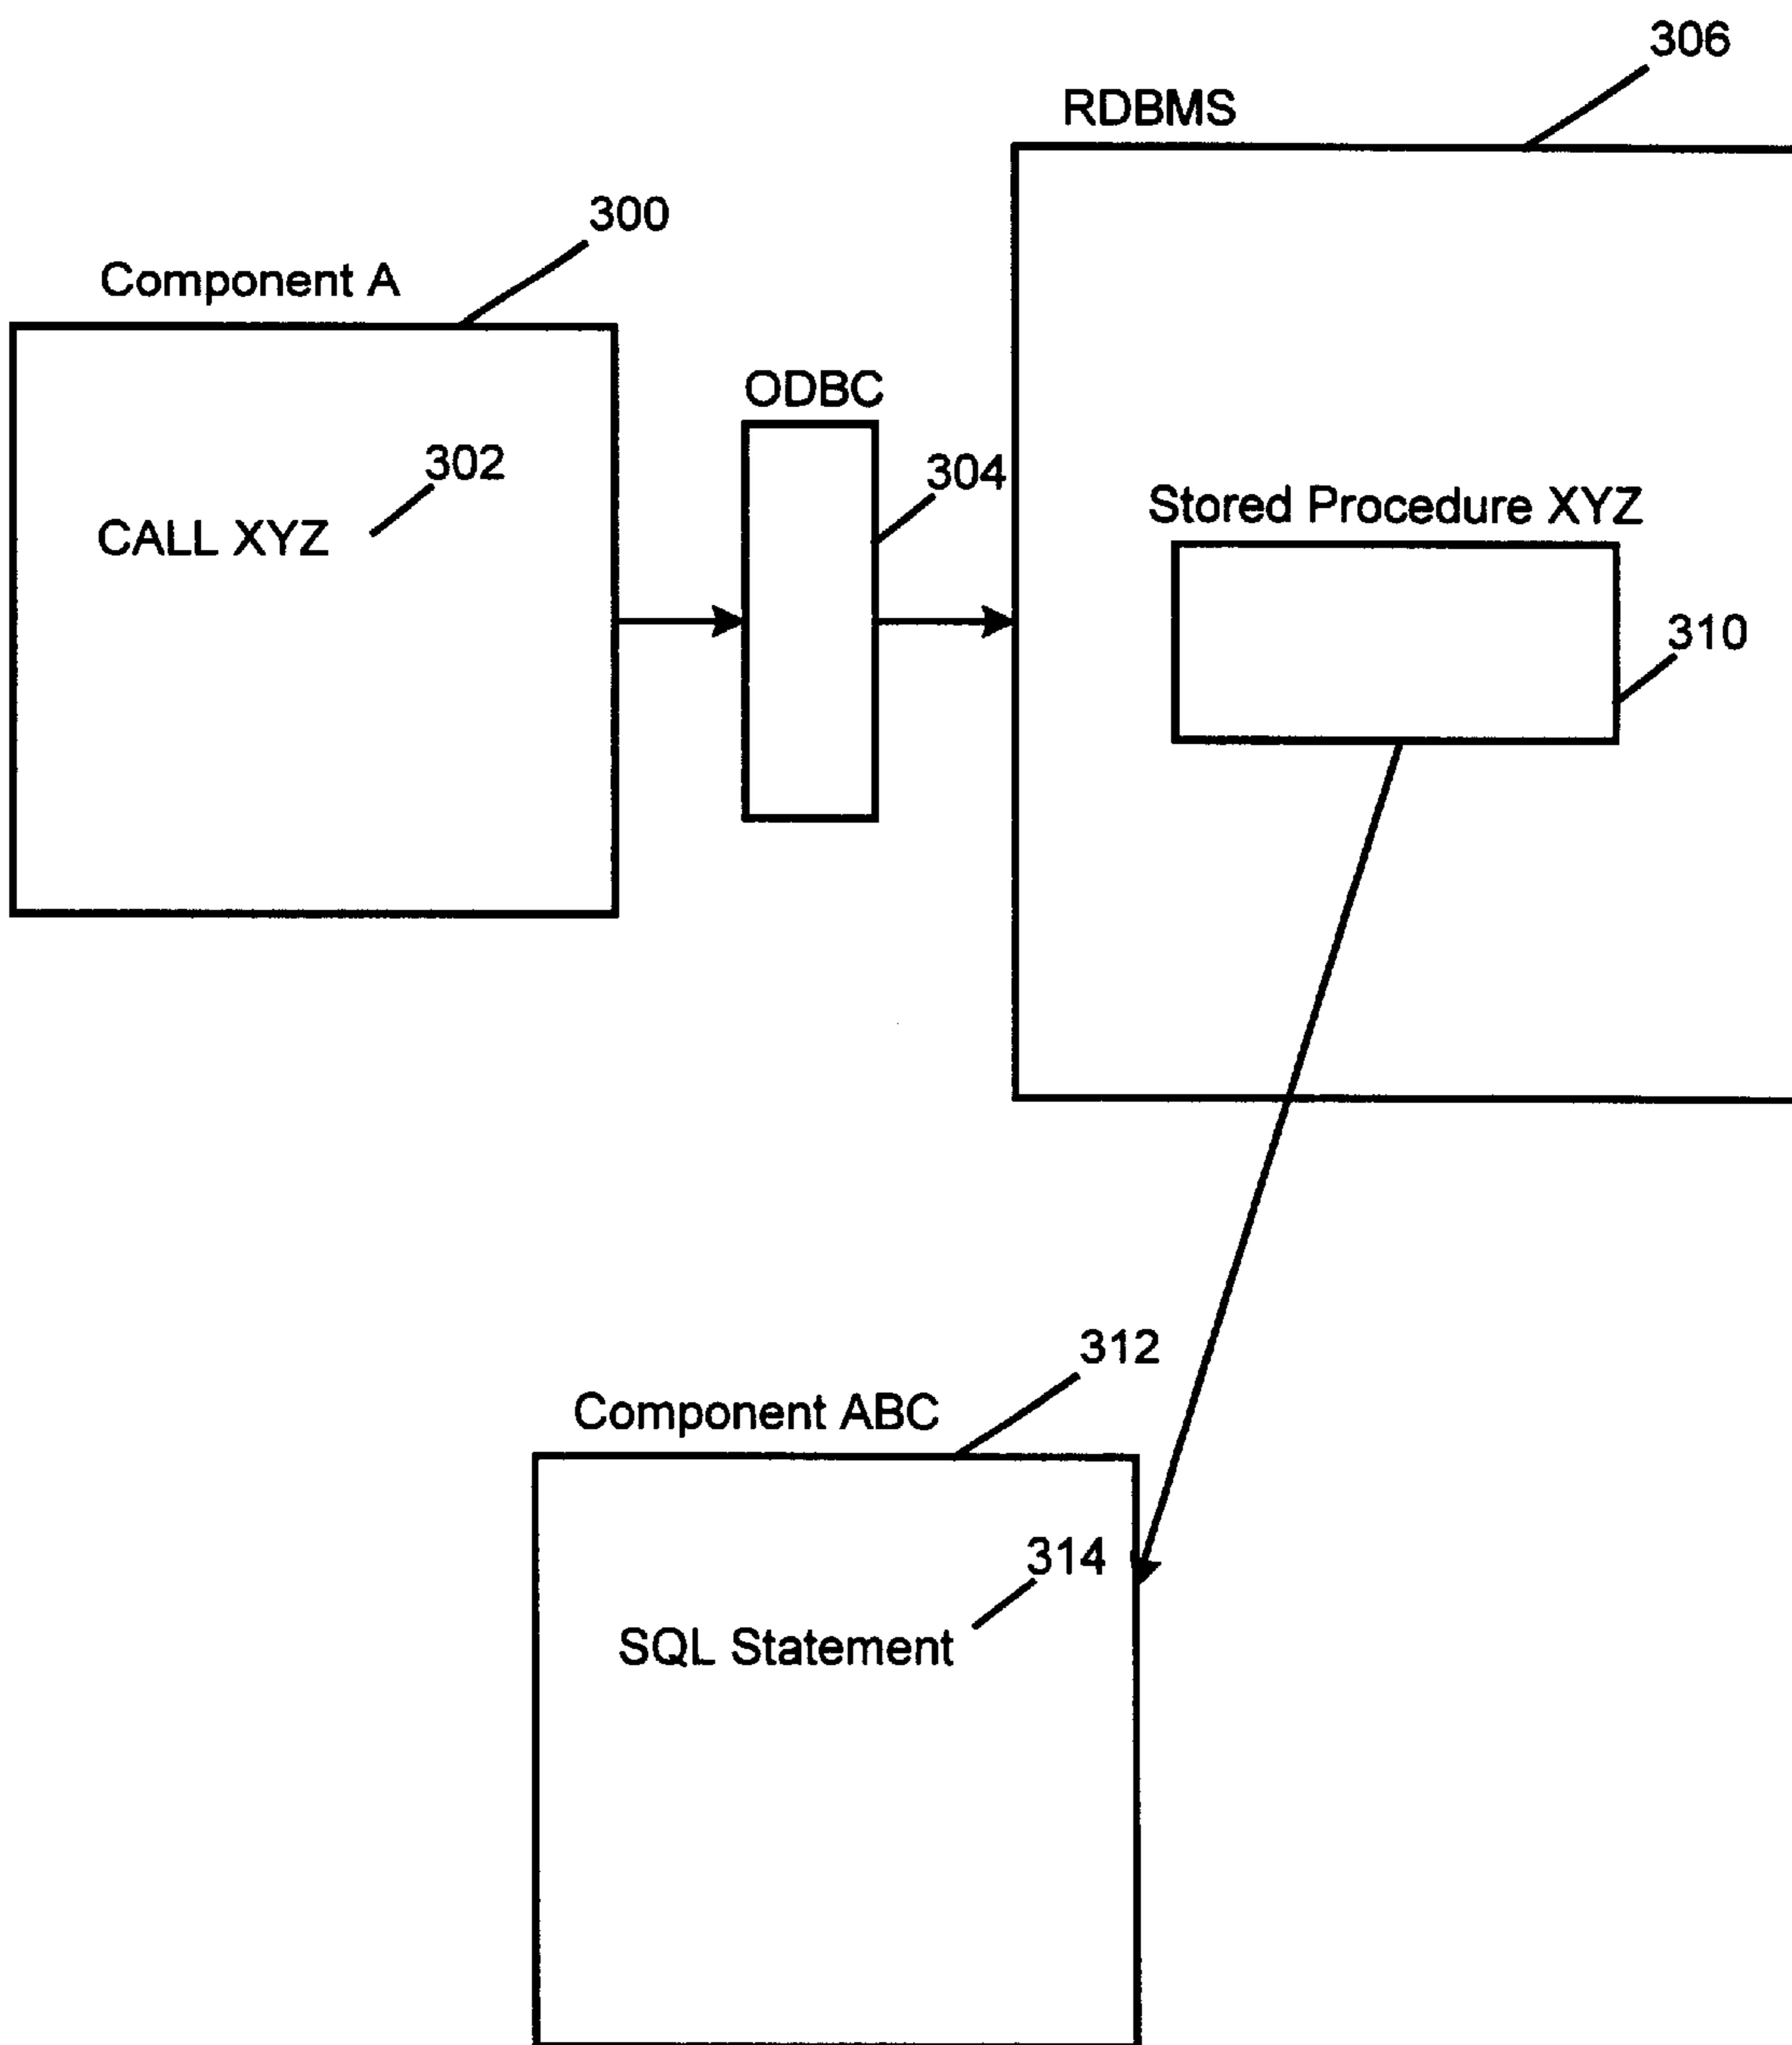 306
RDBMS
300
Component A
ODBC
302
304
CALL XYZ
Stored Procedure XYZ
310
312
Component ABC
314
SQL Statement